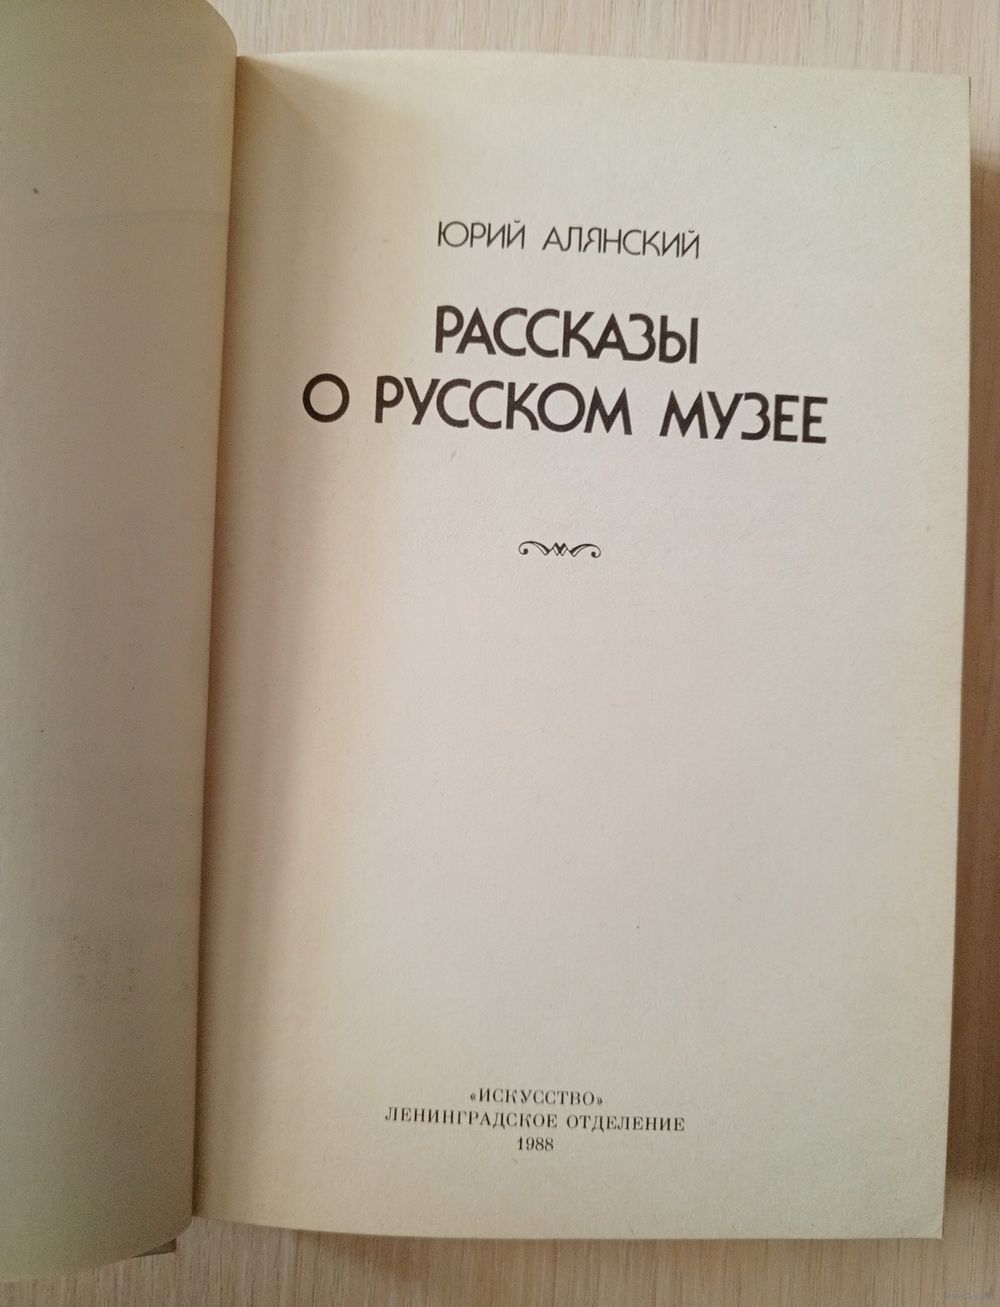 ЮРИЙ АЛЯНСКИЙ
РАССКАЗЫ
О РУССКОМ МУЗЕЕ
«ИСКУССТВО»
ЛЕНИНГРАДСКОЕ ОТДЕЛЕНИЕ
1988